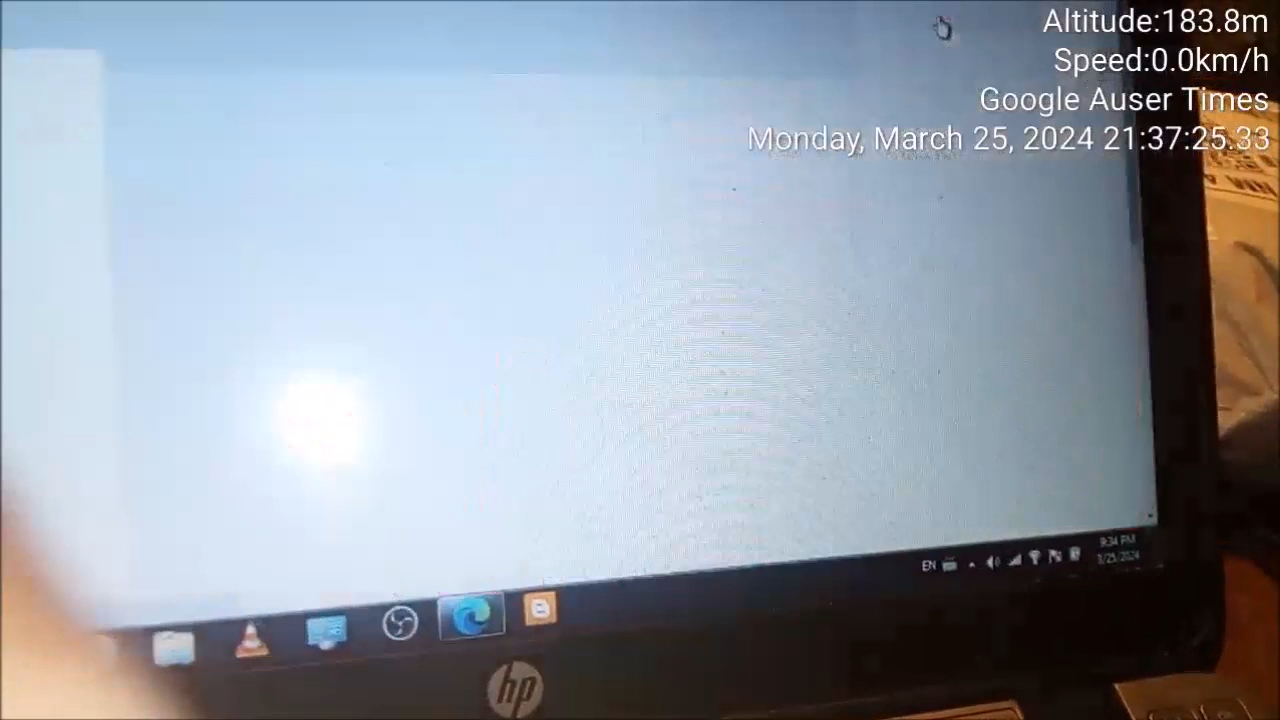 Altitude:183.8m
Speed:0.0km/h
Google Auser Times
Monday, March 25, 2024 21:37:25.33
EN
9:34 PM
3/25/2024
hp